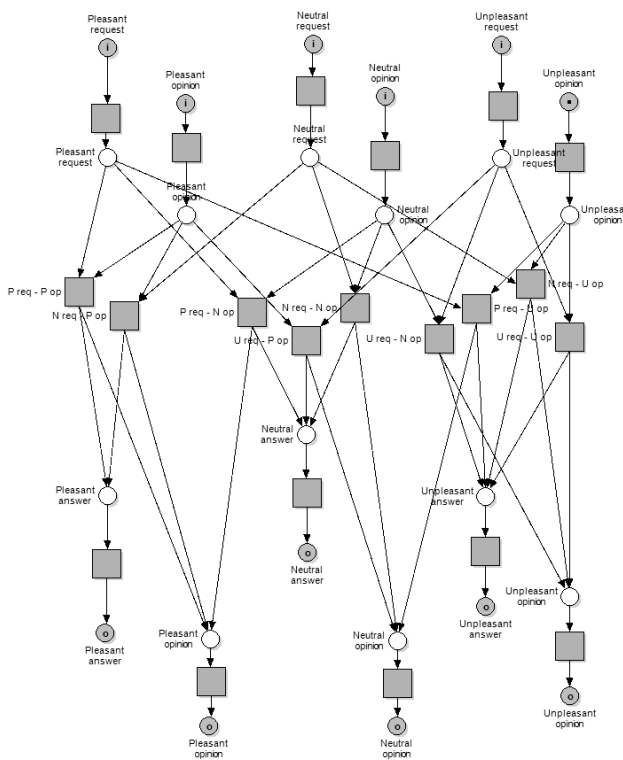 Pleasant
request
Neutral
request
Unpleasant
request
Pleasant
opinion
Neutral
opinion
Unpleasant
opinion
i
i
i
i
i
Pleasant
request
Neutral
request
Unpleasant
request
Pleasant
opinion
Neutral
opinion
Unpleasant
opinion
P req - P op
N req - P op
P req - N op
U req - P op
N req - N op
U req - N op
P req - U op
N req - U op
U req - U op
Neutral
answer
Pleasant
answer
Unpleasant
answer
o
Neutral
answer
Unpleasant
opinion
o
Pleasant
answer
o
Unpleasant
answer
Pleasant
opinion
Neutral
opinion
o
Pleasant
opinion
o
Neutral
opinion
o
Unpleasant
opinion